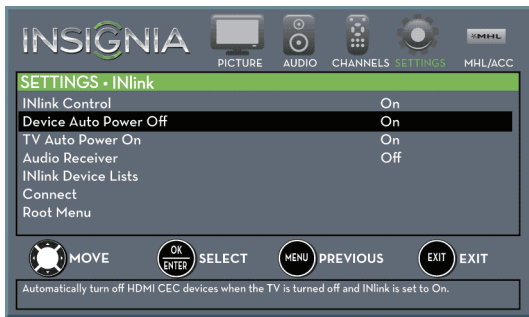 INSIGNIA
PICTURE AUDIO CHANNELS SETTINGS MHL/ACC
MHL
SETTINGS • INlink
INlink Control On
Device Auto Power Off On
TV Auto Power On On
Audio Receiver Off
INlink Device Lists
Connect
Root Menu
MOVE OK ENTER SELECT MENU PREVIOUS EXIT EXIT
Automatically turn off HDMI CEC devices when the TV is turned off and INlink is set to On.